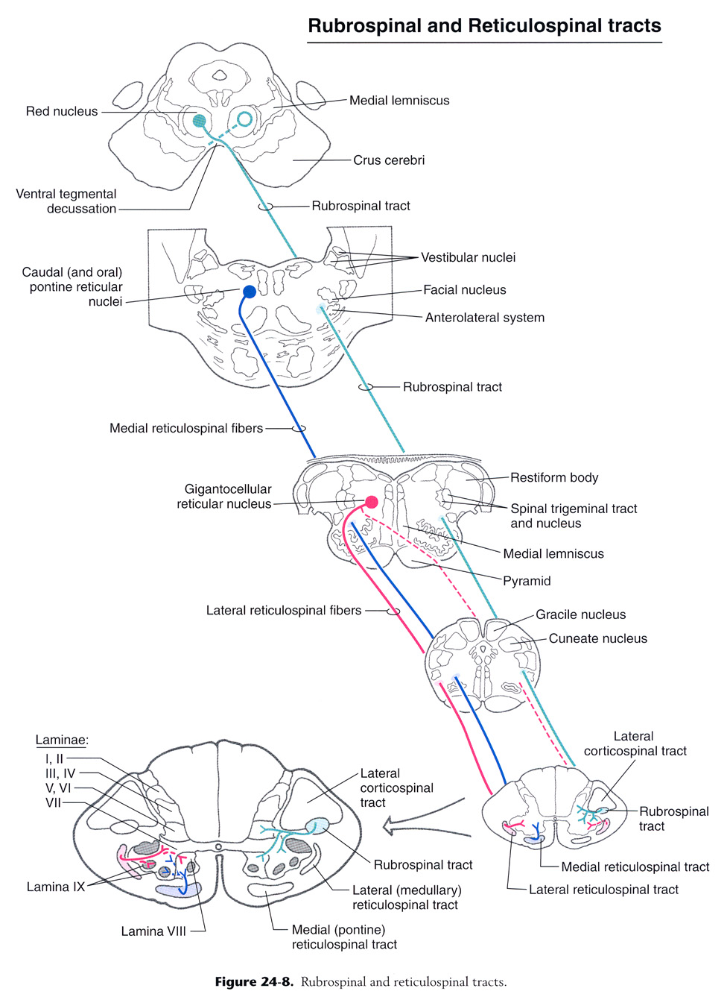 Rubrospinal and Reticulospinal tracts
Medial lemniscus
Red nucleus
Crus cerebri
Ventral tegmental
decussation
Rubrospinal tract
Vestibular nuclei
Caudal (and oral)
pontine reticular
nuclei
Facial nucleus
Anterolateral system
Rubrospinal tract
Medial reticulospinal fibers
Restiform body
Gigantocellular
reticular nucleus
Spinal trigeminal tract
and nucleus
Medial lemniscus
Pyramid
Lateral reticulospinal fibers
Gracile nucleus
Cuneate nucleus
Laminae:
I, II
III, IV
V, VI
VII
Lateral
corticospinal tract
Lateral
corticospinal
tract
Rubrospinal
tract
Rubrospinal tract
Medial reticulospinal tract
Lamina IX
Lateral (medullary)
reticulospinal tract
Lateral reticulospinal tract
Lamina VIII
Medial (pontine)
reticulospinal tract
Figure 24-8. Rubrospinal and reticulospinal tracts.